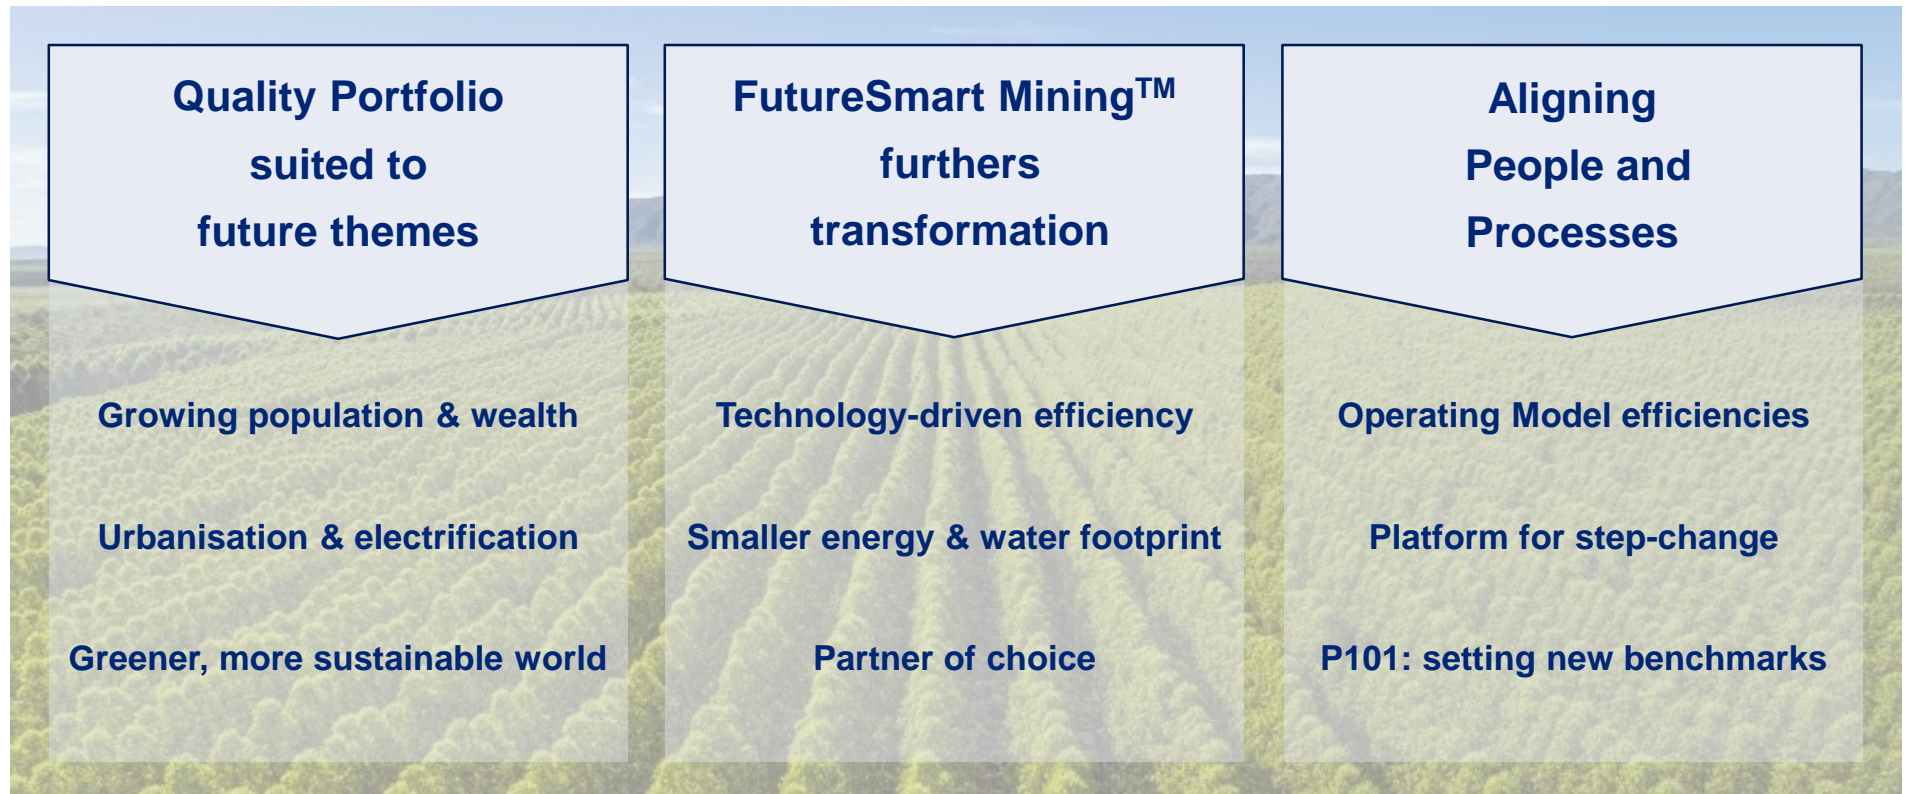 Quality Portfolio
suited to
future themes
Growing population & wealth
Urbanisation & electrification
Greener, more sustainable world
FutureSmart Mining™
furthers
transformation
Technology-driven efficiency
Smaller energy & water footprint
Partner of choice
Aligning
People and
Processes
Operating Model efficiencies
Platform for step-change
P101: setting new benchmarks